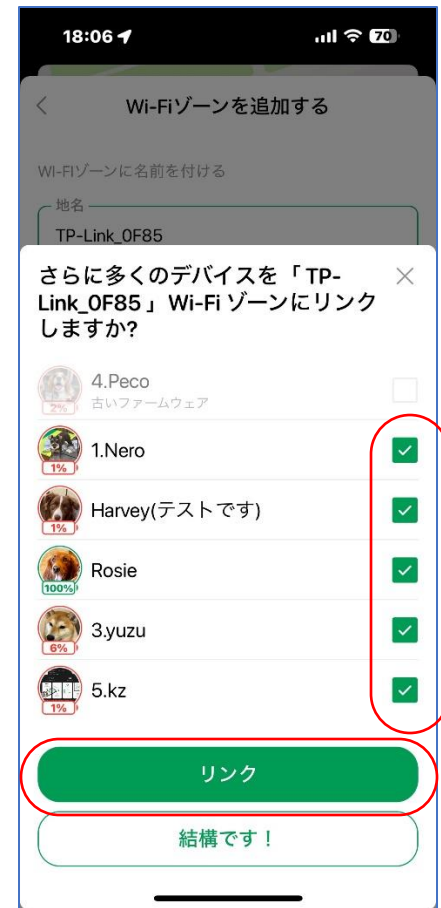 18:06
70
Wi-Fiゾーンを追加する
WI-FIゾーンに名前を付ける
地名
TP-Link_0F85
さらに多くのデバイスを「 TP-
Link_0F85 」 Wi-Fi ゾーンにリンク
しますか?
4.Peco
古いファームウェア
2%
1.Nero
1%
Harvey(テストです)
1%
Rosie
100%
3.yuzu
6%
5.kz
1%
リンク
結構です！